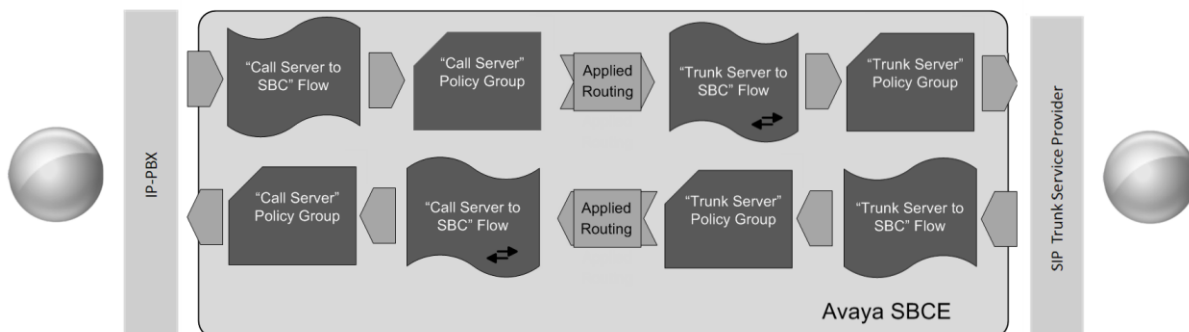 IP-PBX
“Call Server to
SBC” Flow
“Call Server”
Policy Group
Applied
Routing
“Trunk Server to
SBC” Flow
“Trunk Server”
Policy Group
“Call Server”
Policy Group
“Call Server to
SBC” Flow
Applied
Routing
“Trunk Server”
Policy Group
“Trunk Server to
SBC” Flow
Avaya SBCE
SIP Trunk Service Provider